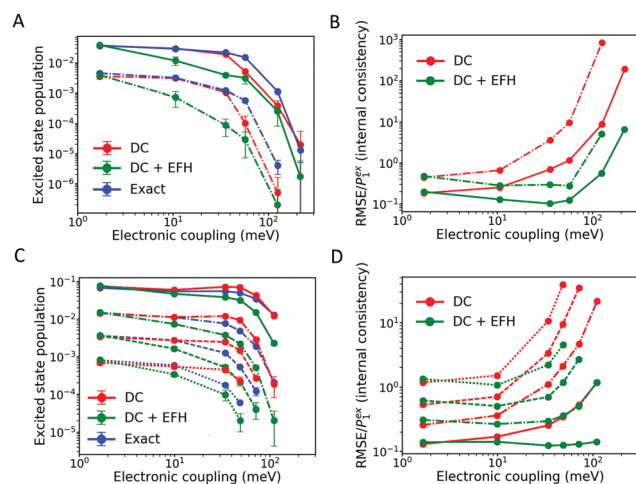 A
Excited state population
10⁻²
10⁻³
10⁻⁴
10⁻⁵
10⁻⁶
DC
DC + EFH
Exact
10⁰ 10¹ 10²
Electronic coupling (meV)
B
RMSE/P₁ᵉˣ (internal consistency)
10³
10²
10¹
10⁰
10⁻¹
DC
DC + EFH
10⁰ 10¹ 10²
Electronic coupling (meV)
C
Excited state population
10⁻¹
10⁻²
10⁻³
10⁻⁴
10⁻⁵
DC
DC + EFH
Exact
10⁰ 10¹ 10²
Electronic coupling (meV)
D
RMSE/P₁ᵉˣ (internal consistency)
10¹
10⁰
10⁻¹
DC
DC + EFH
10⁰ 10¹ 10²
Electronic coupling (meV)